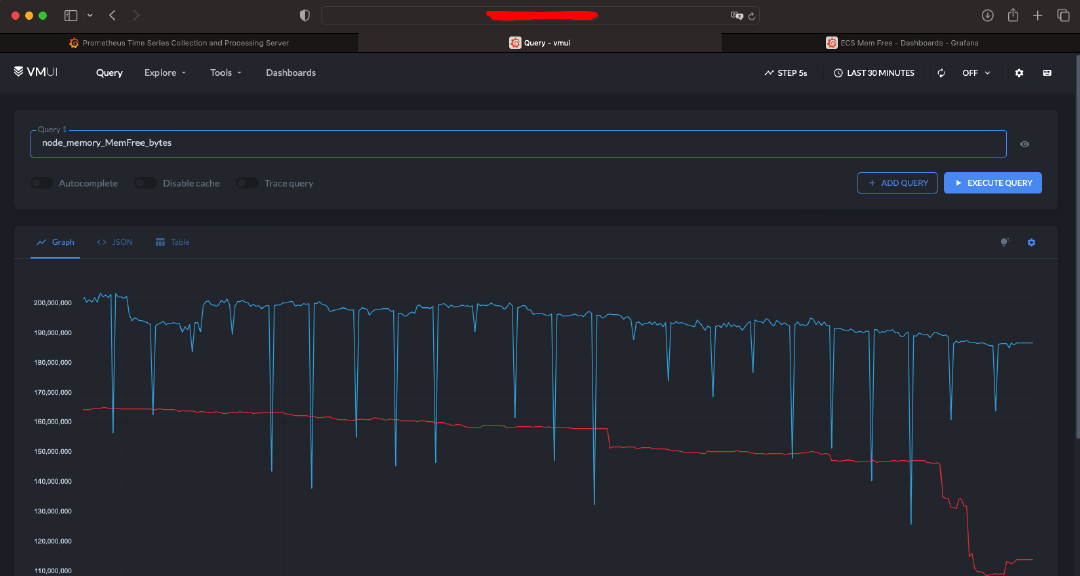 Prometheus Time Series Collection and Processing Server
Query - vmui
ECS Mem Free - Dashboards - Grafana
VMUI Query Explore Tools Dashboards STEP 5s LAST 30 MINUTES OFF
Query 1
node_memory_MemFree_bytes
Autocomplete Disable cache Trace query + ADD QUERY EXECUTE QUERY
Graph <> JSON Table
200,000,000
190,000,000
180,000,000
170,000,000
160,000,000
150,000,000
140,000,000
130,000,000
120,000,000
110,000,000